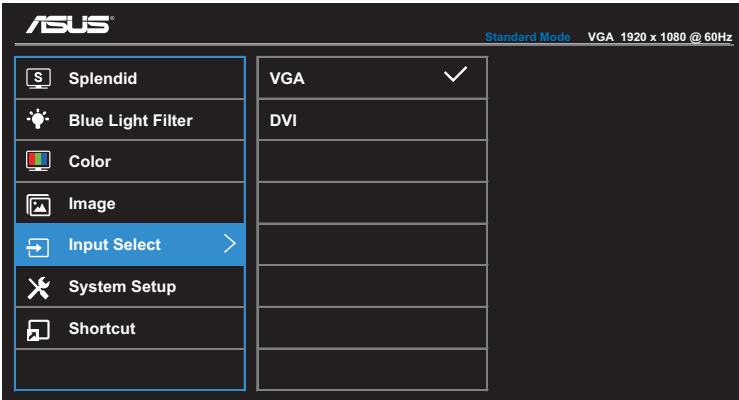 ASUS
Standard Mode VGA 1920 x 1080 @ 60Hz
S Splendid
Blue Light Filter
Color
Image
Input Select
System Setup
Shortcut
VGA
DVI